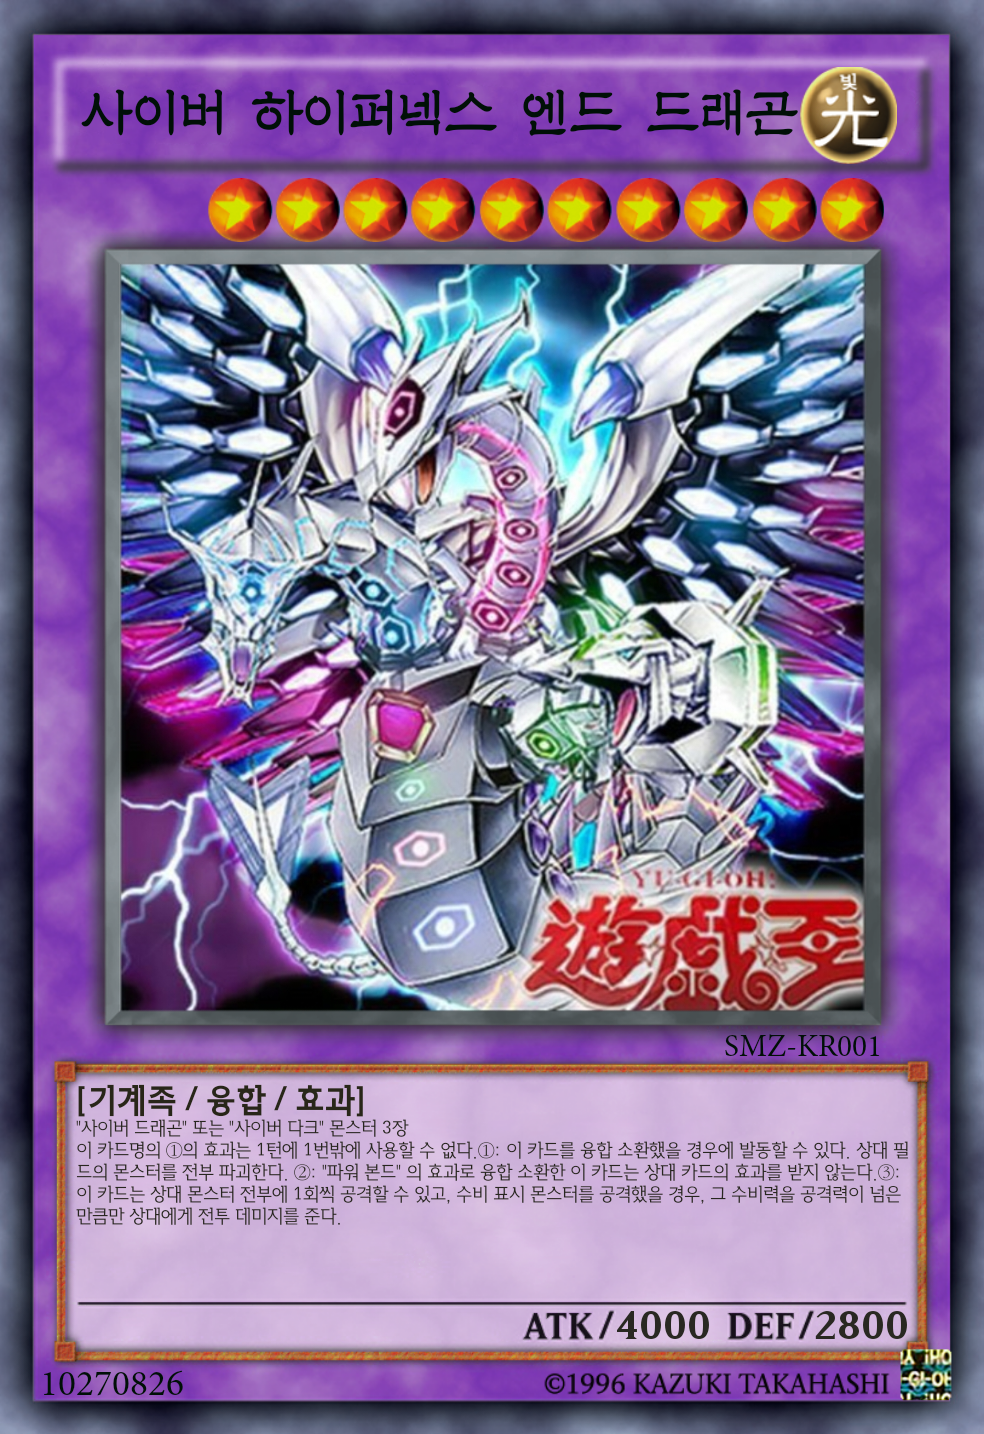 사이버 하이퍼넥스 엔드 드래곤
빛
光
YU-GI-OH!
遊戯王
SMZ-KR001
[기계족 / 융합 / 효과]
"사이버 드래곤" 또는 "사이버 다크" 몬스터 3장
이 카드명의 ①의 효과는 1턴에 1번밖에 사용할 수 없다.①: 이 카드를 융합 소환했을 경우에 발동할 수 있다. 상대 필
드의 몬스터를 전부 파괴한다. ②: "파워 본드" 의 효과로 융합 소환한 이 카드는 상대 카드의 효과를 받지 않는다.③:
이 카드는 상대 몬스터 전부에 1회씩 공격할 수 있고, 수비 표시 몬스터를 공격했을 경우, 그 수비력을 공격력이 넘은
만큼만 상대에게 전투 데미지를 준다.
ATK/4000 DEF/2800
10270826
©1996 KAZUKI TAKAHASHI